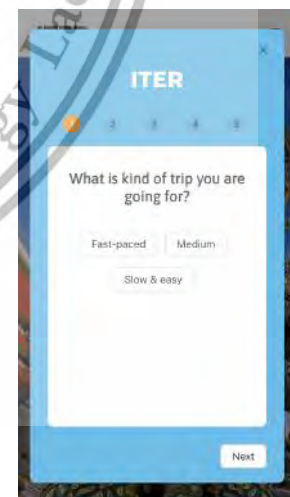 ITER
1 2 3 4 5
What is kind of trip you are
going for?
Fast-paced Medium
Slow & easy
Next